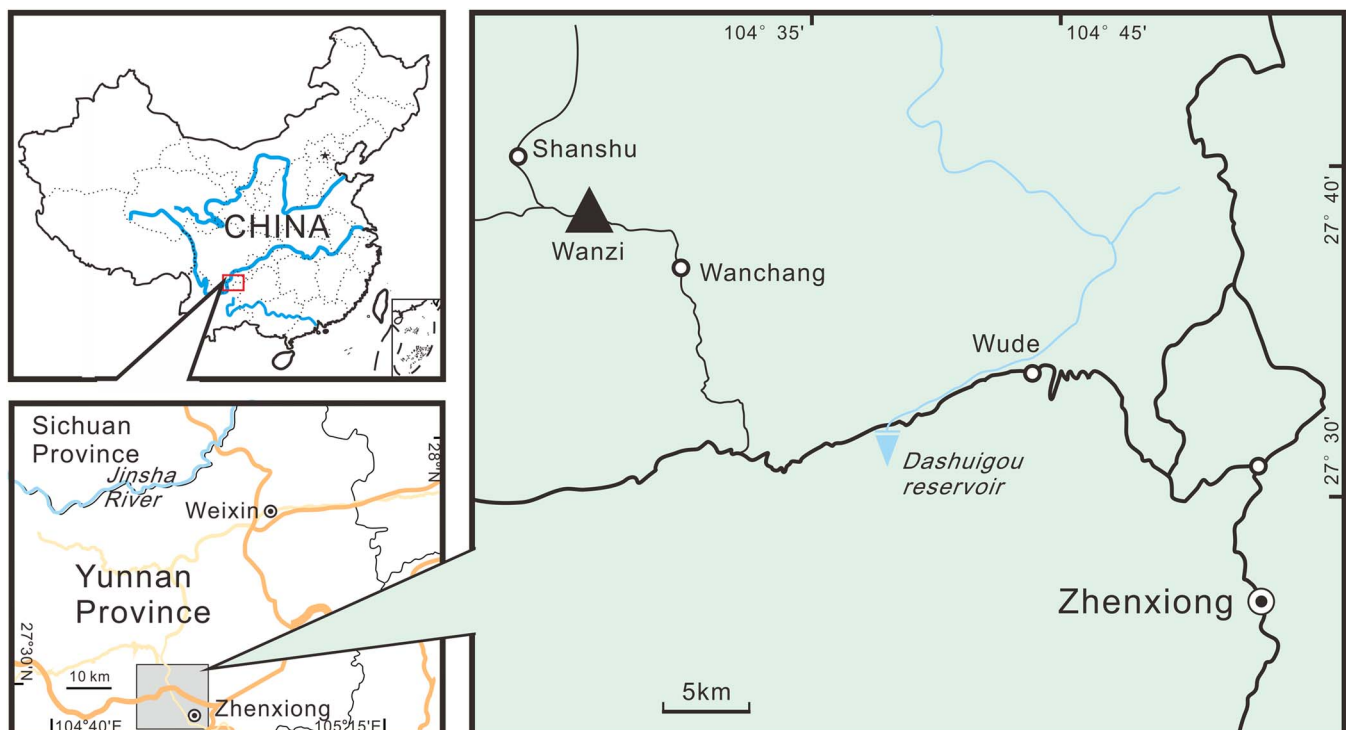 CHINA
Sichuan
Province
Jinsha
River
Weixin
28°N
Yunnan
Province
27°30'N
10 km
Zhenxiong
104°40'E
105°15'E
104° 35'
104° 45'
Shanshu
27° 40'
Wanzi
Wanchang
Wude
27° 30'
Dashuigou
reservoir
Zhenxiong
5km